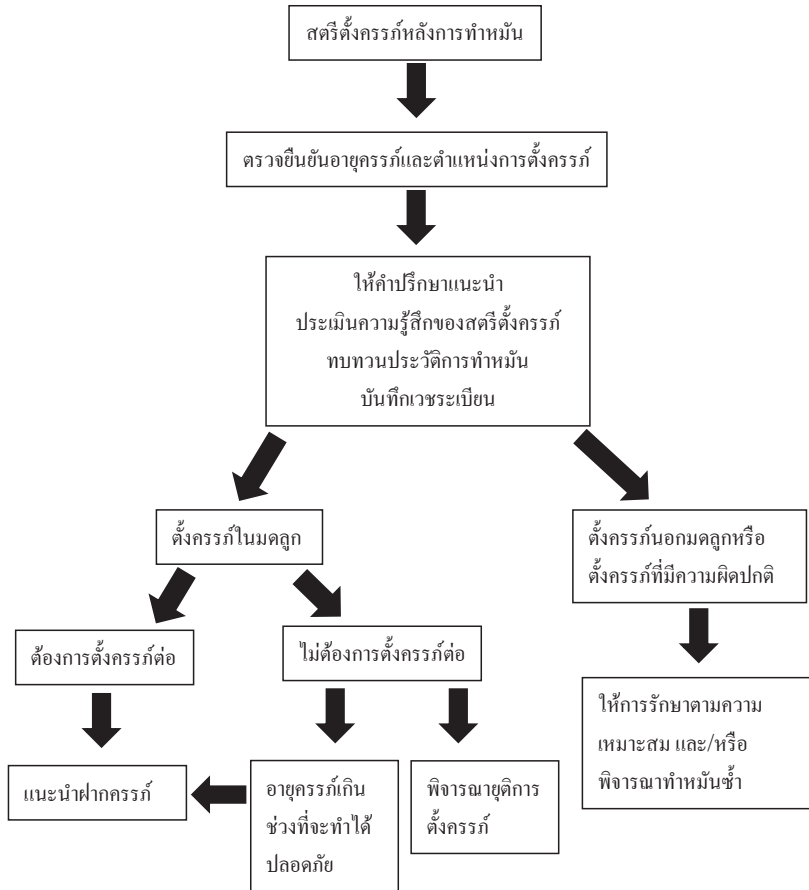 สตรีตั้งครรภ์หลังการทำหมัน
ตรวจยืนยันอายุครรภ์และตำแหน่งการตั้งครรภ์
ให้คำปรึกษาแนะนำ
ประเมินความรู้สึกของสตรีตั้งครรภ์
ทบทวนประวัติการทำหมัน
บันทึกเวชระเบียน
ตั้งครรภ์ในมดลูก
ตั้งครรภ์นอกมดลูกหรือ
ตั้งครรภ์ที่มีความผิดปกติ
ต้องการตั้งครรภ์ต่อ
ไม่ต้องการตั้งครรภ์ต่อ
ให้การรักษาตามความ
เหมาะสม และ/หรือ
พิจารณาทำหมันซ้ำ
แนะนำฝากครรภ์
อายุครรภ์เกิน
ช่วงที่จะทำได้
ปลอดภัย
พิจารณายุติการ
ตั้งครรภ์